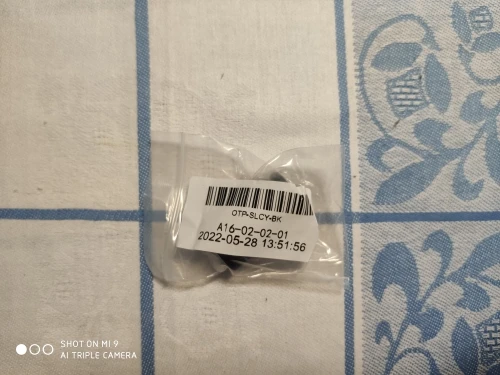 OTP-SLCY-BK
A16-02-02-01
2022-05-28 13:51:56
SHOT ON MI 9
AI TRIPLE CAMERA